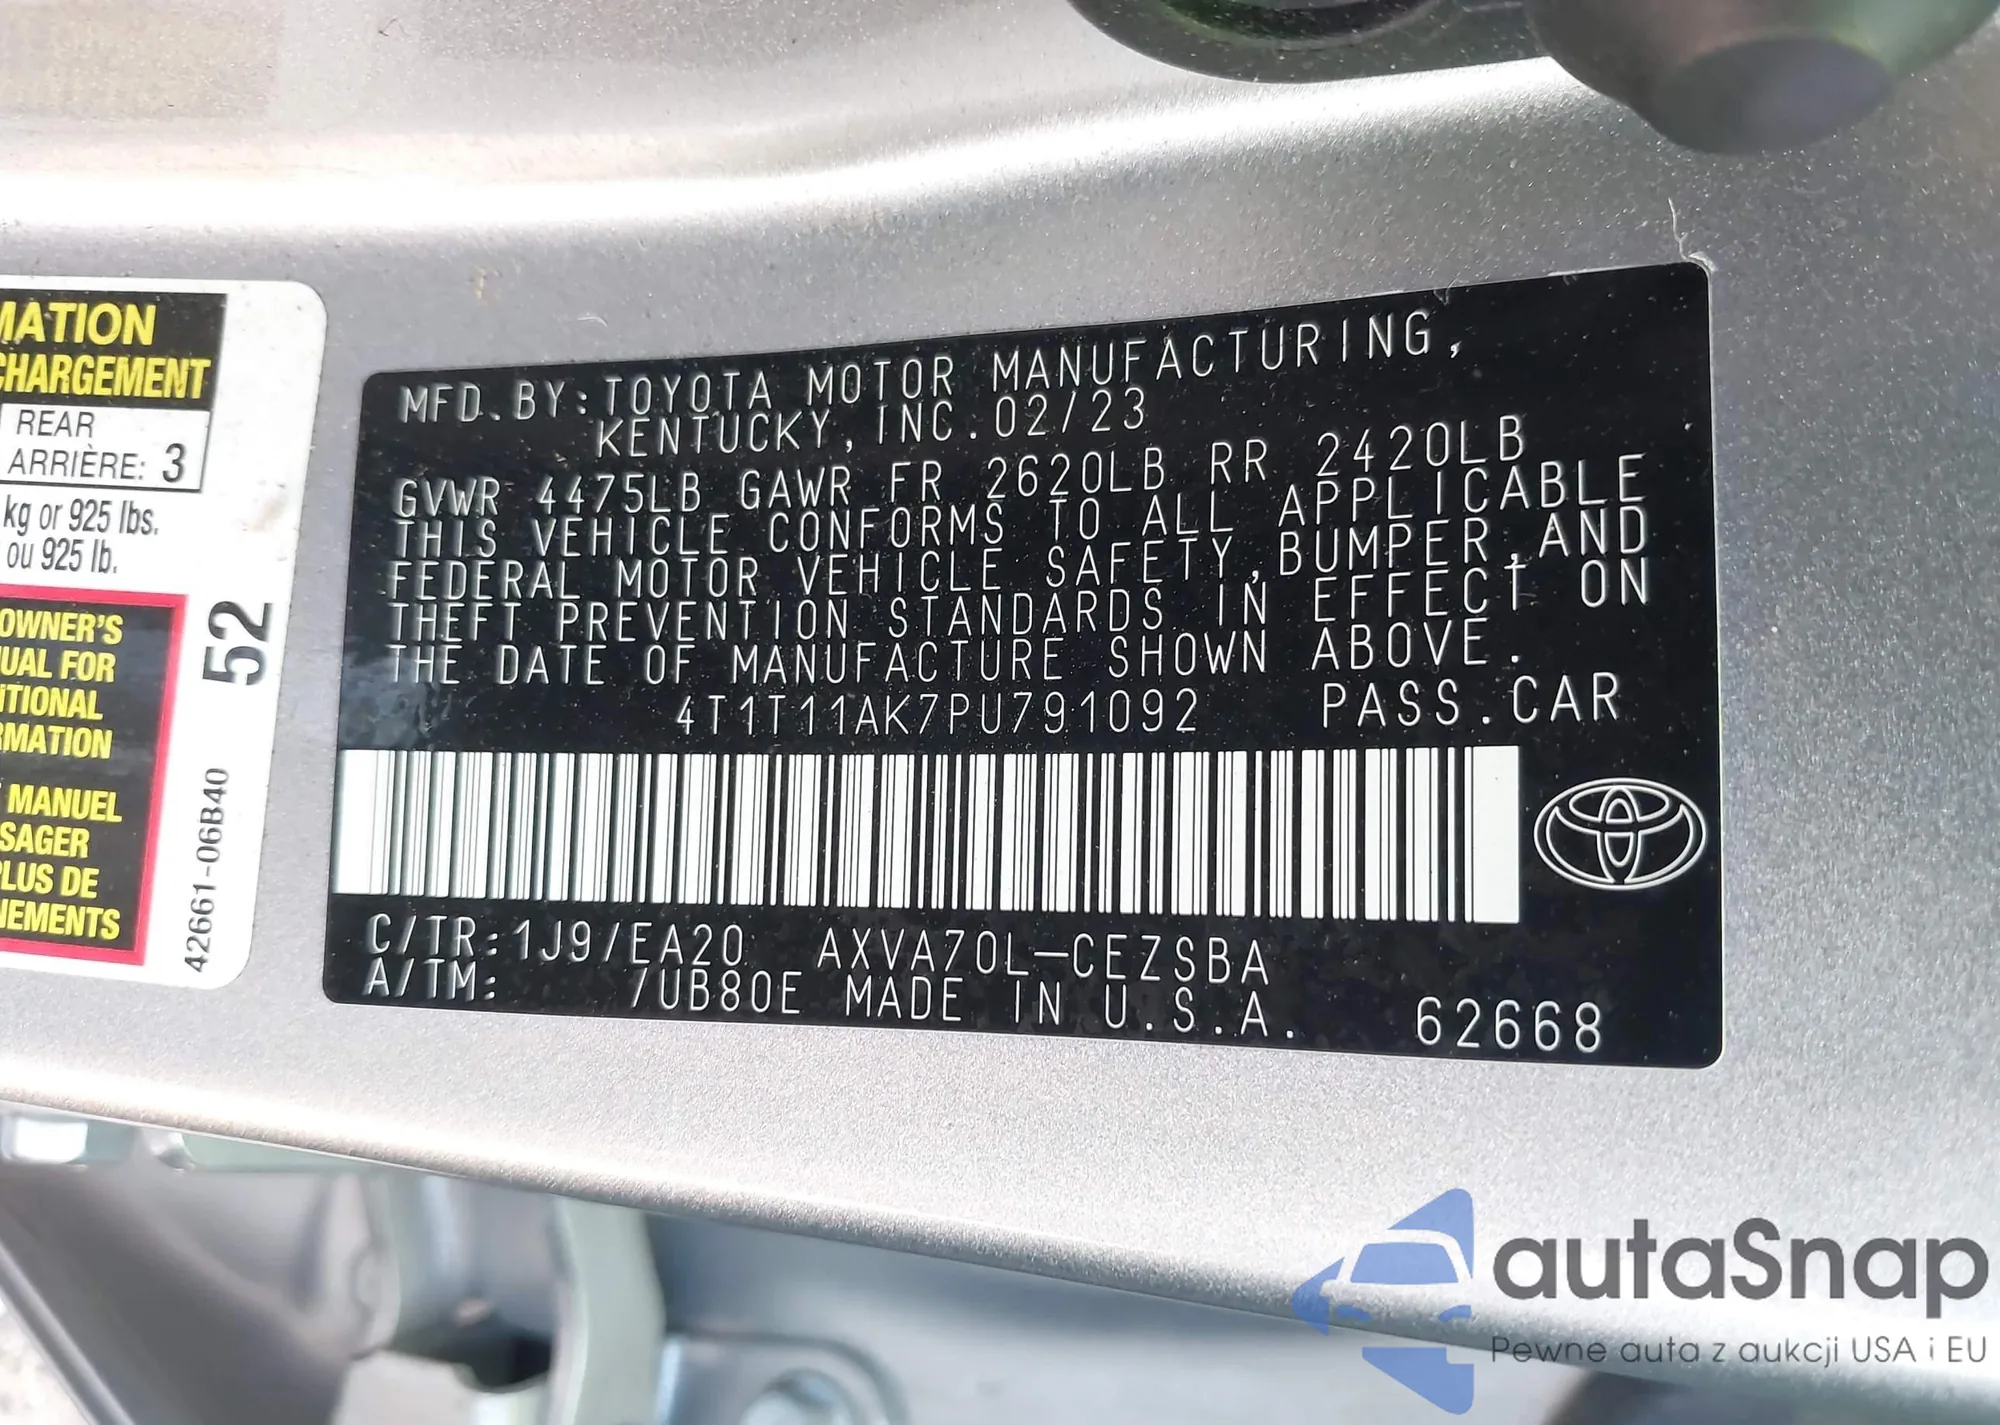 MATION
CHARGEMENT
REAR
ARRIÈRE: 3
kg or 925 lbs.
ou 925 lb.
OWNER'S
UAL FOR
ITIONAL
RMATION
MANUEL
SAGER
PLUS DE
NEMENTS
52
42661-06B40
MFD.BY:TOYOTA MOTOR MANUFACTURING,
KENTUCKY,INC.02/23
GVWR 4475LB GAWR FR 2620LB RR 2420LB
THIS VEHICLE CONFORMS TO ALL APPLICABLE
FEDERAL MOTOR VEHICLE SAFETY,BUMPER,AND
THEFT PREVENTION STANDARDS IN EFFECT ON
THE DATE OF MANUFACTURE SHOWN ABOVE.
4T1T11AK7PU791092 PASS.CAR
C/TR:1J9/EA20 AXVA70L-CEZSBA
A/TM: /UB80E MADE IN U.S.A. 62668
autaSnap
Pewne auta z aukcji USA i EU